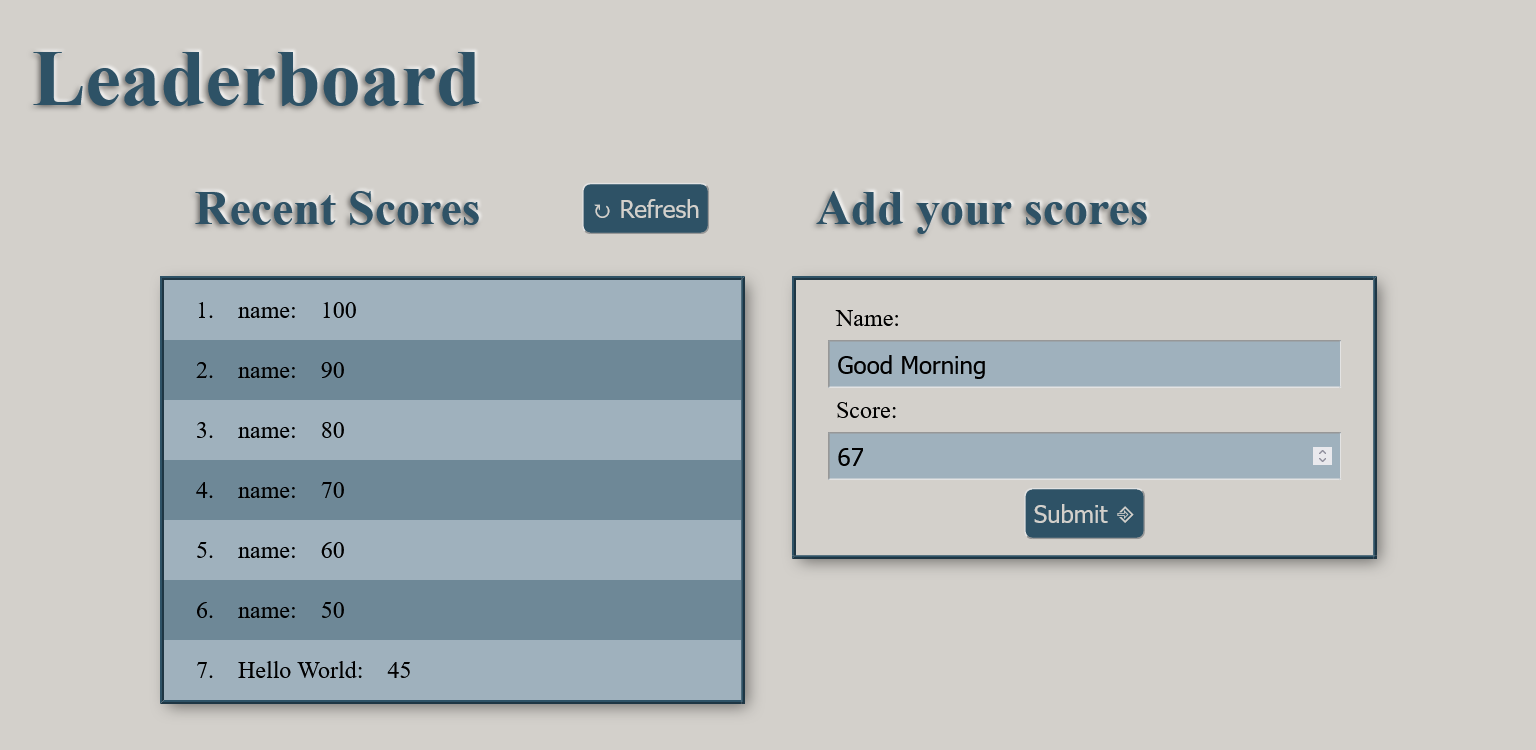 Leaderboard
Recent Scores
↻ Refresh
1. name: 100
2. name: 90
3. name: 80
4. name: 70
5. name: 60
6. name: 50
7. Hello World: 45
Add your scores
Name:
Good Morning
Score:
67
Submit ⎆